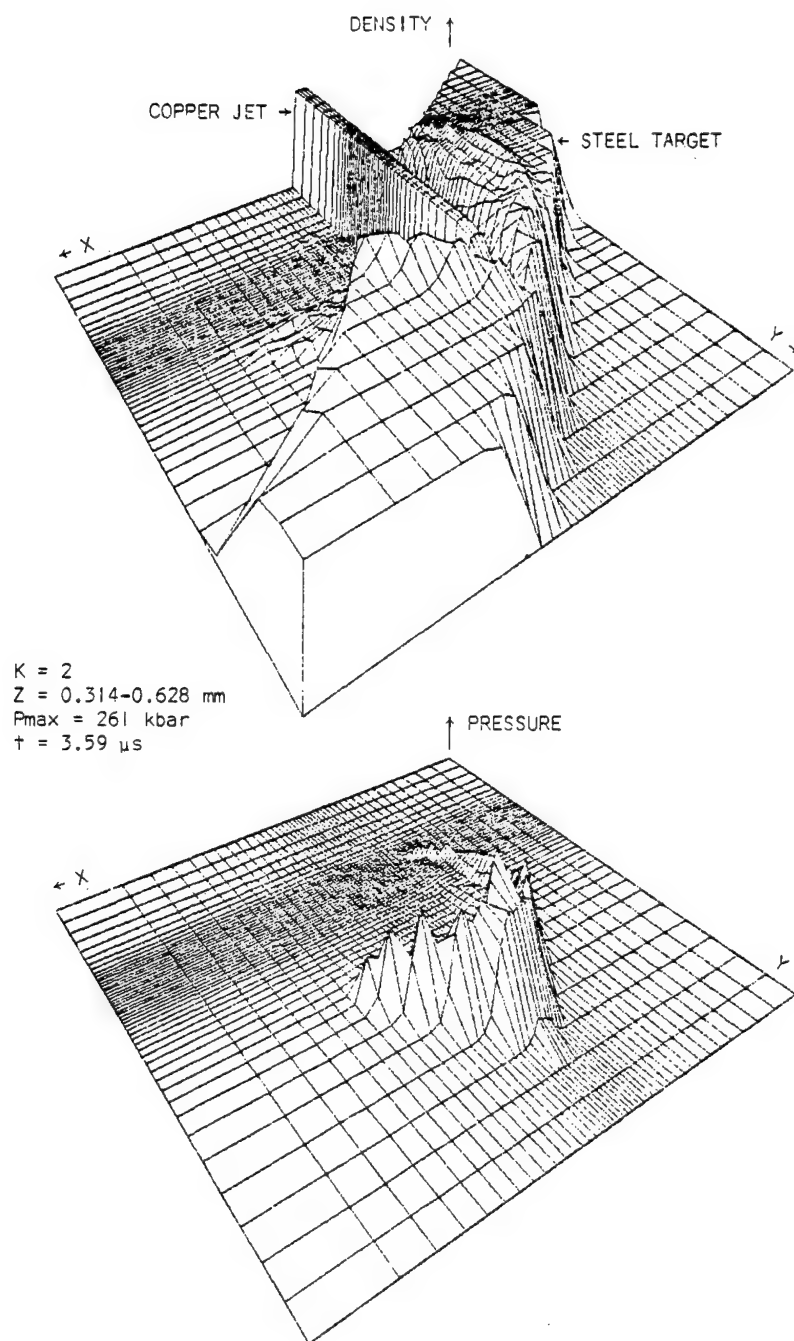 DENSITY ↑
COPPER JET →
← STEEL TARGET
← X
Y →
K = 2
Z = 0.314-0.628 mm
Pmax = 261 kbar
t = 3.59 μs
↑ PRESSURE
← X
Y →